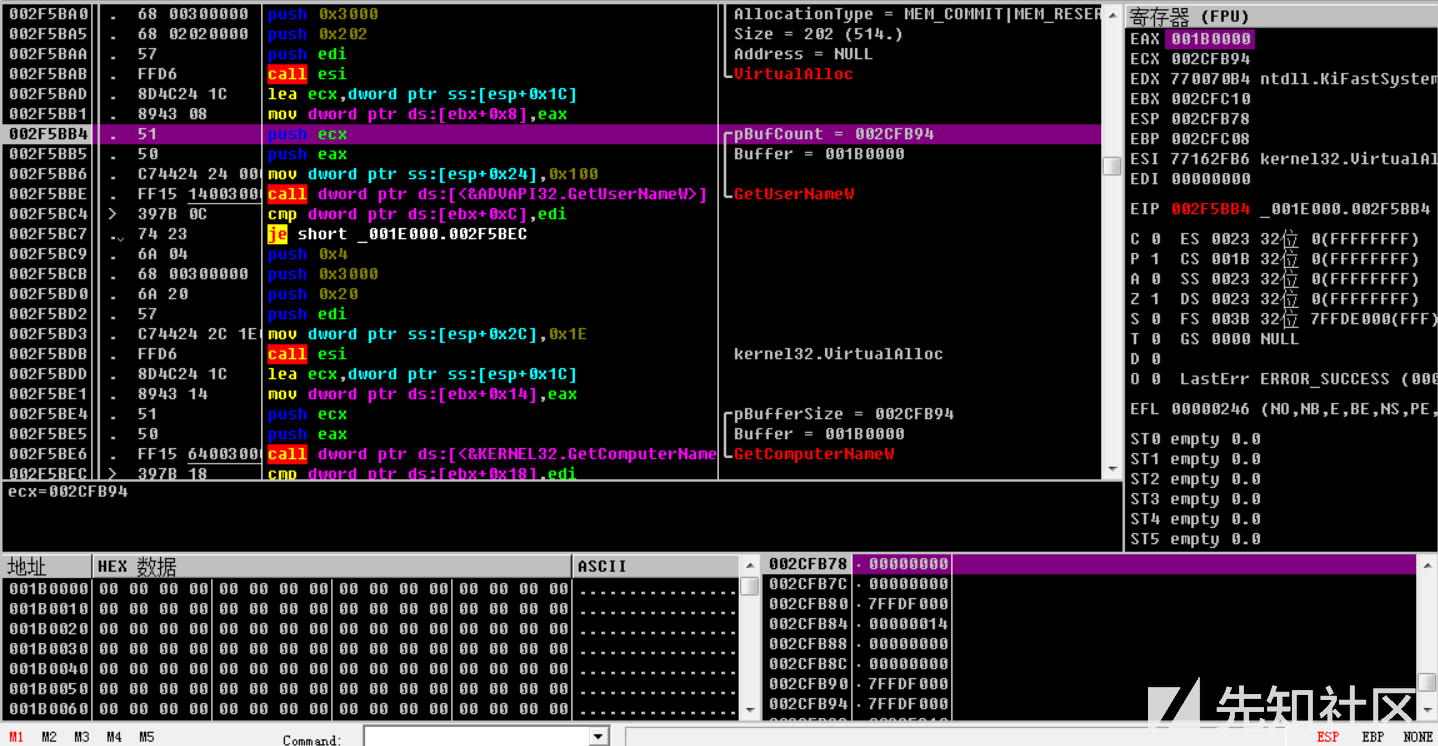 002F5BA0 . 68 00300000 push 0x3000 AllocationType = MEM_COMMIT|MEM_RESER
002F5BA5 . 68 02020000 push 0x202 Size = 202 (514.)
002F5BAA . 57 push edi Address = NULL
002F5BAB . FFD6 call esi VirtualAlloc
002F5BAD . 8D4C24 1C lea ecx,dword ptr ss:[esp+0x1C]
002F5BB1 . 8943 08 mov dword ptr ds:[ebx+0x8],eax
002F5BB4 . 51 push ecx pBufCount = 002CFB94
002F5BB5 . 50 push eax Buffer = 001B0000
002F5BB6 . C74424 24 00 mov dword ptr ss:[esp+0x24],0x100
002F5BBE . FF15 14003000 call dword ptr ds:[<&ADVAPI32.GetUserNameW>] GetUserNameW
002F5BC4 > 397B 0C cmp dword ptr ds:[ebx+0xC],edi
002F5BC7 . 74 23 je short _001E000.002F5BEC
002F5BC9 . 6A 04 push 0x4
002F5BCB . 68 00300000 push 0x3000
002F5BD0 . 6A 20 push 0x20
002F5BD2 . 57 push edi
002F5BD3 . C74424 2C 1E mov dword ptr ss:[esp+0x2C],0x1E
002F5BDB . FFD6 call esi kernel32.VirtualAlloc
002F5BDD . 8D4C24 1C lea ecx,dword ptr ss:[esp+0x1C]
002F5BE1 . 8943 14 mov dword ptr ds:[ebx+0x14],eax
002F5BE4 . 51 push ecx pBufferSize = 002CFB94
002F5BE5 . 50 push eax Buffer = 001B0000
002F5BE6 . FF15 64003000 call dword ptr ds:[<&KERNEL32.GetComputerName GetComputerNameW
002F5BEC > 397B 18 cmp dword ptr ds:[ebx+0x18],edi
ecx=002CFB94
寄存器 (FPU)
EAX 001B0000
ECX 002CFB94
EDX 770070B4 ntdll.KiFastSystem
EBX 002CFC10
ESP 002CFB78
EBP 002CFC08
ESI 77162FB6 kernel32.VirtualAl
EDI 00000000
EIP 002F5BB4 _001E000.002F5BB4
C 0 ES 0023 32位 0(FFFFFFFF)
P 1 CS 001B 32位 0(FFFFFFFF)
A 0 SS 0023 32位 0(FFFFFFFF)
Z 1 DS 0023 32位 0(FFFFFFFF)
S 0 FS 003B 32位 7FFDE000(FFF)
T 0 GS 0000 NULL
D 0
O 0 LastErr ERROR_SUCCESS (000
EFL 00000246 (NO,NB,E,BE,NS,PE,
ST0 empty 0.0
ST1 empty 0.0
ST2 empty 0.0
ST3 empty 0.0
ST4 empty 0.0
ST5 empty 0.0
地址 HEX 数据 ASCII
001B0000 00 00 00 00 00 00 00 00 00 00 00 00 00 00 00 00 ................
001B0010 00 00 00 00 00 00 00 00 00 00 00 00 00 00 00 00 ................
001B0020 00 00 00 00 00 00 00 00 00 00 00 00 00 00 00 00 ................
001B0030 00 00 00 00 00 00 00 00 00 00 00 00 00 00 00 00 ................
001B0040 00 00 00 00 00 00 00 00 00 00 00 00 00 00 00 00 ................
001B0050 00 00 00 00 00 00 00 00 00 00 00 00 00 00 00 00 ................
001B0060 00 00 00 00 00 00 00 00 00 00 00 00 00 00 00 00 ................
002CFB78 . 00000000
002CFB7C . 00000000
002CFB80 . 7FFDF000
002CFB84 . 00000014
002CFB88 . 00000000
002CFB8C . 00000000
002CFB90 . 7FFDF000
002CFB94 . 7FFDF000
先知社区
M1 M2 M3 M4 M5 Command: ESP EBP NONE